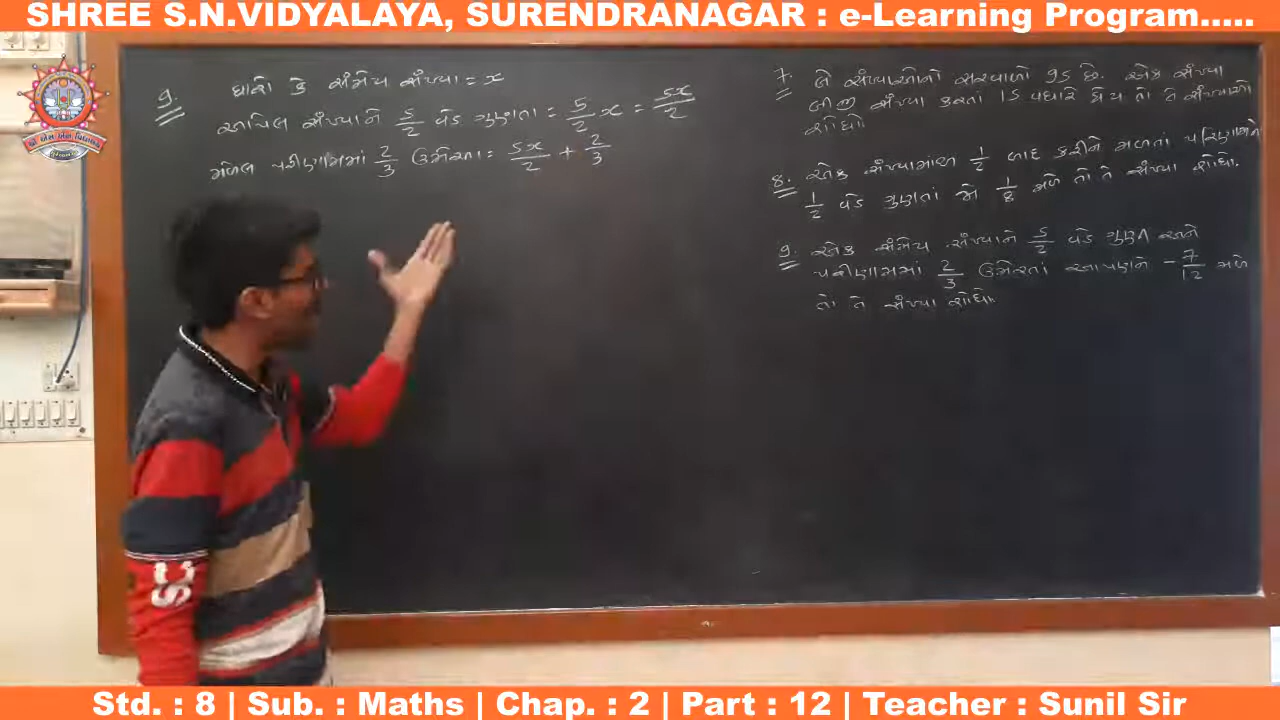 SHREE S.N.VIDYALAYA, SURENDRANAGAR : e-Learning Program.....
9. ધારો કે સંમેય સંખ્યા = x
આપેલ સંખ્યાને 5/2 વડે ગુણતા = 5/2 x = 5x/2
મળેલ પરીણામમાં 2/3 ઉમેરતા = 5x/2 + 2/3
7. બે સંખ્યાઓનો સરવાળો 95 છે. એક સંખ્યા
બીજી સંખ્યા કરતાં 15 વધારે હોય તો તે સંખ્યાઓ
શોધો
8. એક સંખ્યામાંથી 1/2 બાદ કરીને મળતાં પરિણામને
1/2 વડે ગુણતાં જો 1/8 મળે તો તે સંખ્યા શોધો.
9. એક સંમેય સંખ્યાને 5/2 વડે ગુણી અને
પરીણામમાં 2/3 ઉમેરતાં આપણને -7/12 મળે
તો તે સંખ્યા શોધો.
SC
Std. : 8 | Sub. : Maths | Chap. : 2 | Part : 12 | Teacher : Sunil Sir